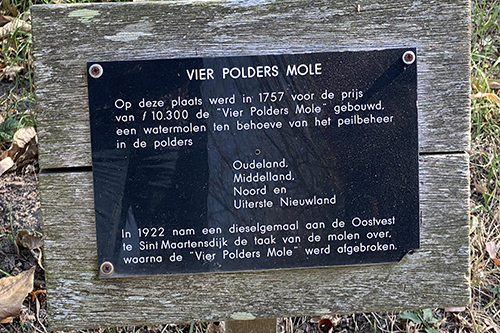 VIER POLDERS MOLE
Op deze plaats werd in 1757 voor de prijs
van f 10.300 de "Vier Polders Mole" gebouwd,
een watermolen ten behoeve van het peilbeheer
in de polders
Oudeland,
Middelland,
Noord en
Uiterste Nieuwland
In 1922 nam een dieselgemaal aan de Oostvest
te Sint Maartensdijk de taak van de molen over,
waarna de "Vier Polders Mole" werd afgebroken.